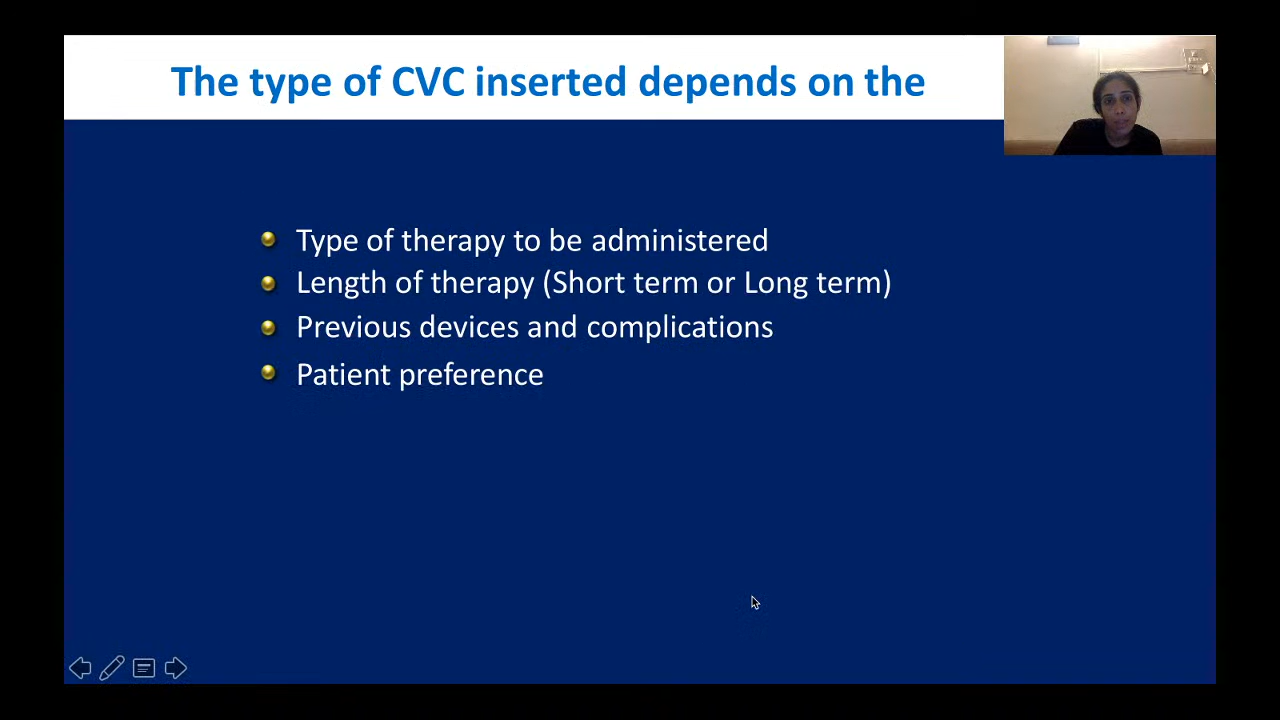 The type of CVC inserted depends on the
Type of therapy to be administered
Length of therapy (Short term or Long term)
Previous devices and complications
Patient preference